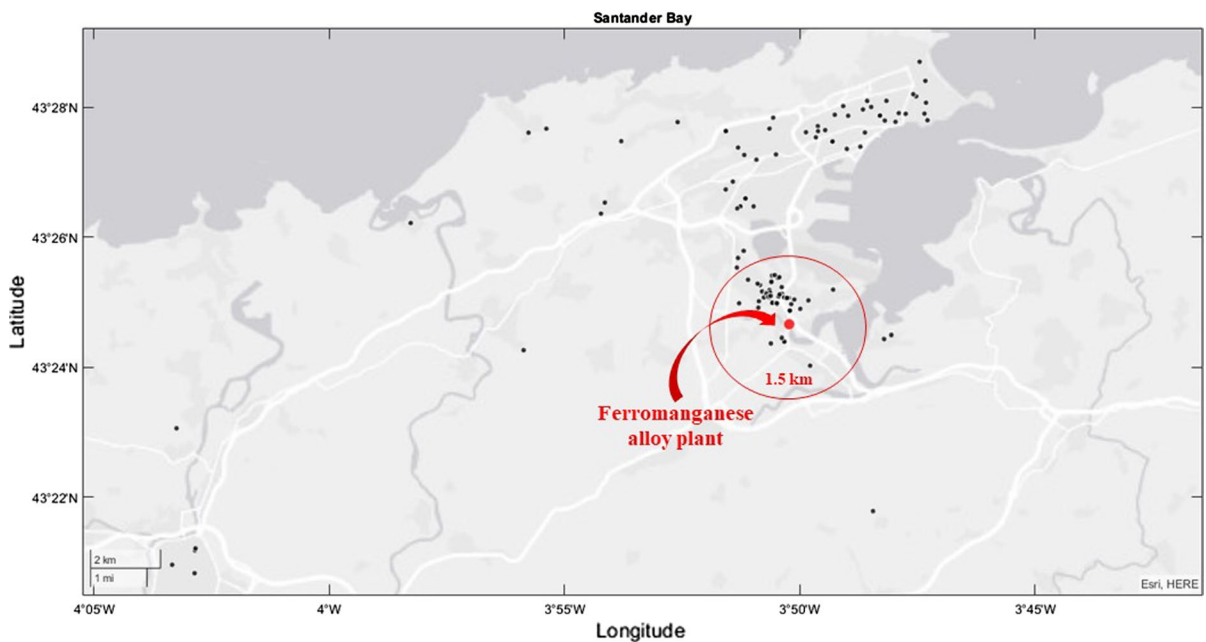 Santander Bay
43°28'N
43°26'N
43°24'N
43°22'N
Latitude
1.5 km
Ferromanganese
alloy plant
2 km
1 mi
Esri, HERE
4°05'W
4°W
3°55'W
3°50'W
3°45'W
Longitude